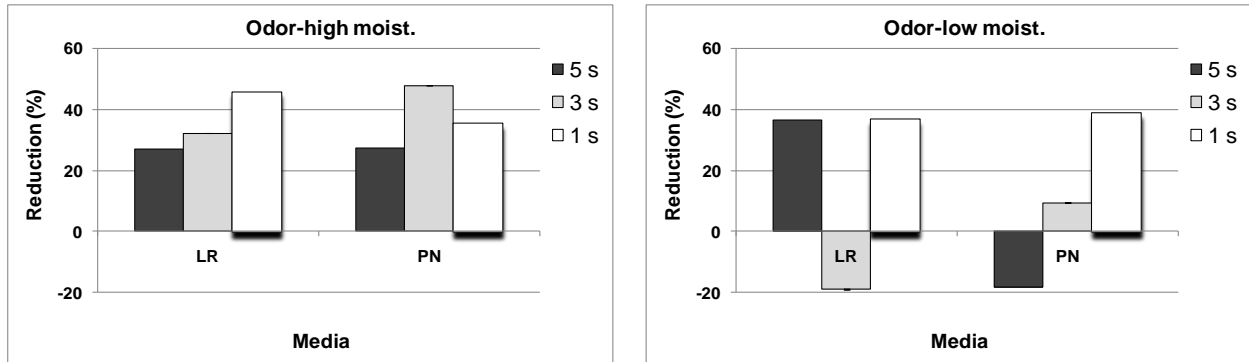 Odor-high moist.
60
40
20
0
-20
Reduction (%)
LR
PN
Media
5 s
3 s
1 s
Odor-low moist.
60
40
20
0
-20
Reduction (%)
LR
PN
Media
5 s
3 s
1 s